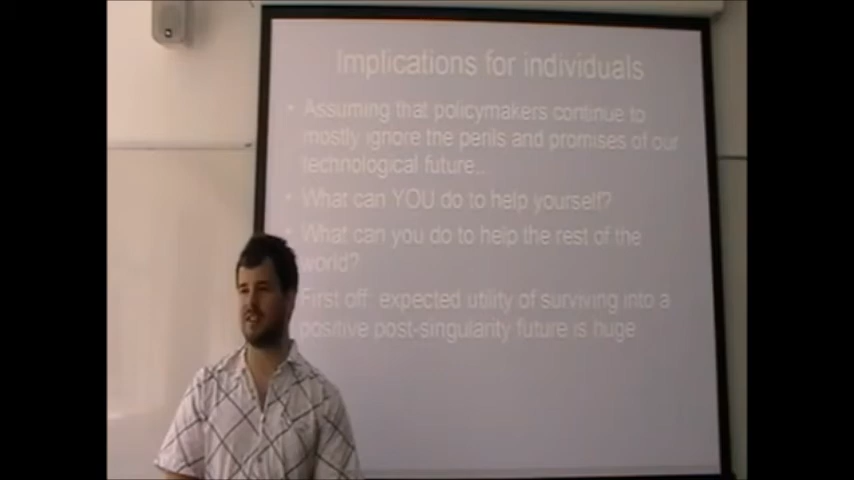 Implications for individuals
• Assuming that policymakers continue to
mostly ignore the perils and promises of our
technological future...
• What can YOU do to help yourself?
• What can you do to help the rest of the
world?
First off: expected utility of surviving into a
positive post-singularity future is huge